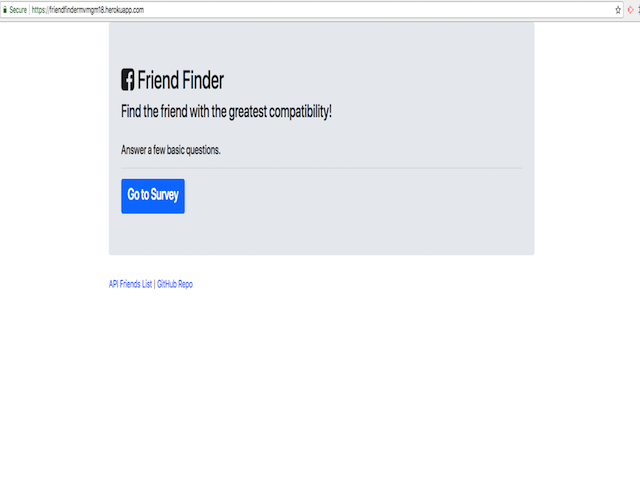 Secure | https://friendfindermvmgm18.herokuapp.com
Friend Finder
Find the friend with the greatest compatibility!
Answer a few basic questions.
Go to Survey
API Friends List | GitHub Repo